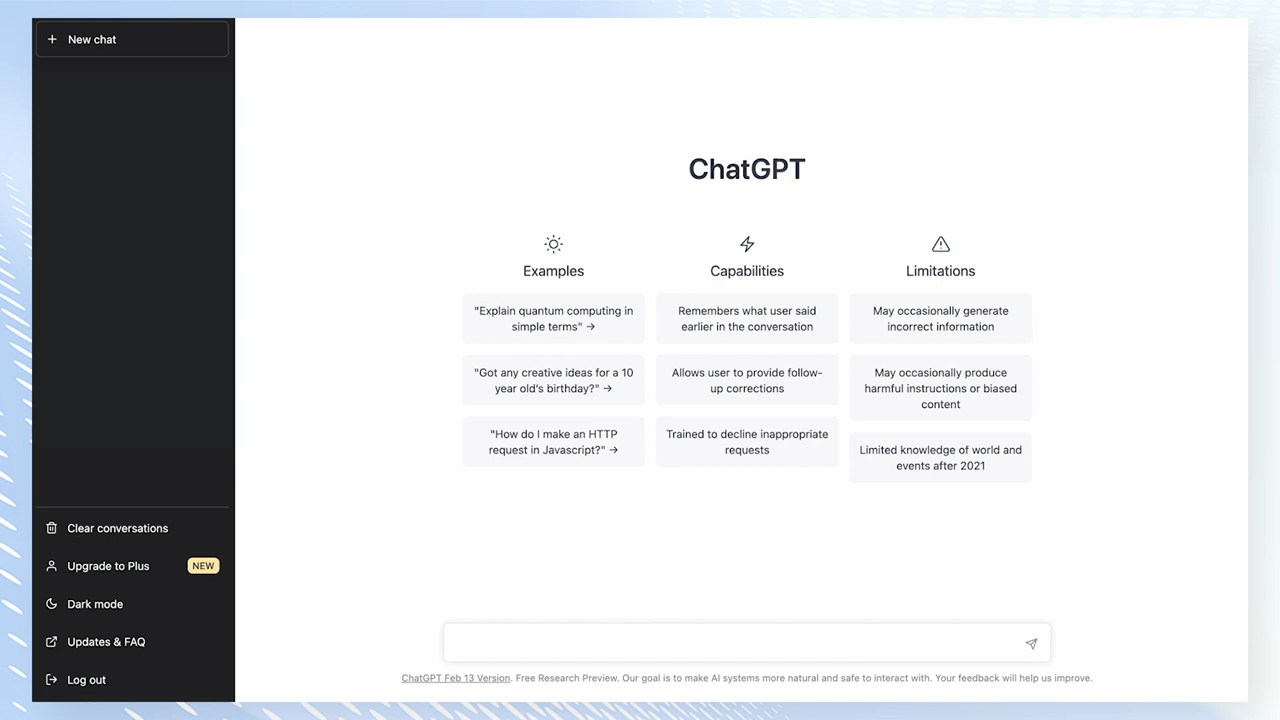 New chat
ChatGPT
Examples
"Explain quantum computing in
simple terms" →
"Got any creative ideas for a 10
year old's birthday?" →
"How do I make an HTTP
request in Javascript?" →
Capabilities
Remembers what user said
earlier in the conversation
Allows user to provide follow-
up corrections
Trained to decline inappropriate
requests
Limitations
May occasionally generate
incorrect information
May occasionally produce
harmful instructions or biased
content
Limited knowledge of world and
events after 2021
Clear conversations
Upgrade to Plus NEW
Dark mode
Updates & FAQ
Log out
ChatGPT Feb 13 Version. Free Research Preview. Our goal is to make AI systems more natural and safe to interact with. Your feedback will help us improve.